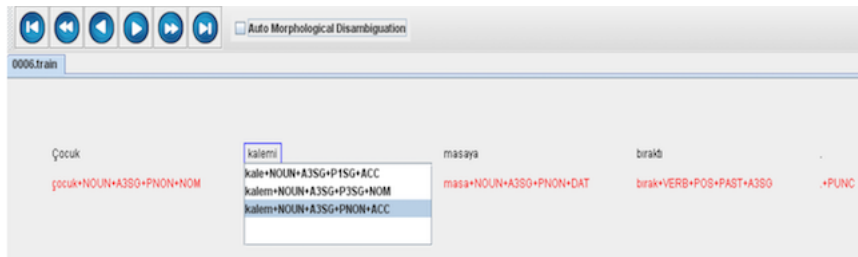 Auto Morphological Disambiguation
0006.train
Çocuk kalemi masaya bıraktı .
çocuk+NOUN+A3SG+PNON+NOM kale+NOUN+A3SG+P1SG+ACC masa+NOUN+A3SG+PNON+DAT bırak+VERB+POS+PAST+A3SG .+PUNC
kalem+NOUN+A3SG+P3SG+NOM
kalem+NOUN+A3SG+PNON+ACC